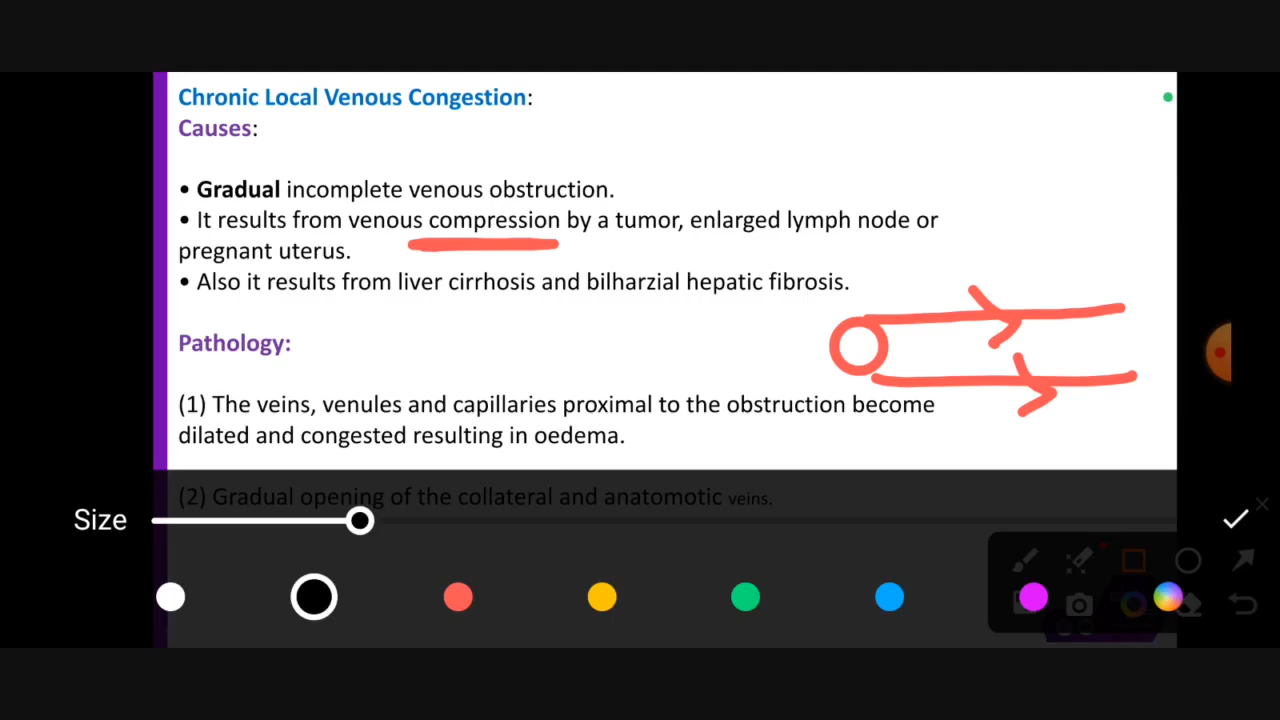 Chronic Local Venous Congestion:
Causes:
• Gradual incomplete venous obstruction.
• It results from venous compression by a tumor, enlarged lymph node or
pregnant uterus.
• Also it results from liver cirrhosis and bilharzial hepatic fibrosis.
Pathology:
(1) The veins, venules and capillaries proximal to the obstruction become
dilated and congested resulting in oedema.
(2) Gradual opening of the collateral and anatomotic veins.
Size